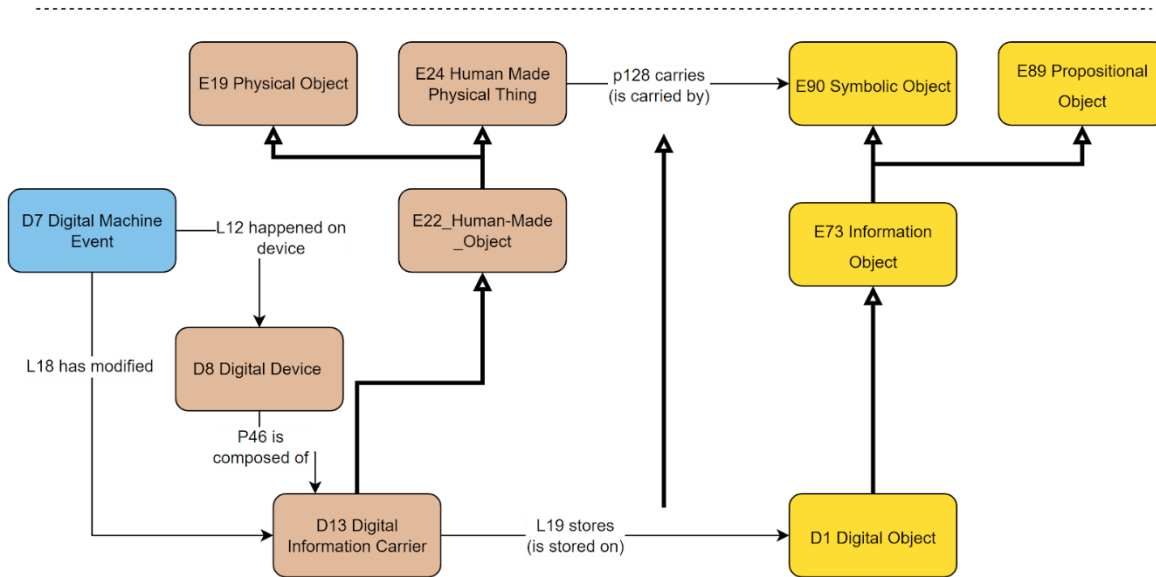 E19 Physical Object
E24 Human Made
Physical Thing
p128 carries
(is carried by)
E90 Symbolic Object
E89 Propositional
Object
D7 Digital Machine
Event
L12 happened on
device
E22_Human-Made
_Object
E73 Information
Object
L18 has modified
D8 Digital Device
P46 is
composed of
D13 Digital
Information Carrier
L19 stores
(is stored on)
D1 Digital Object